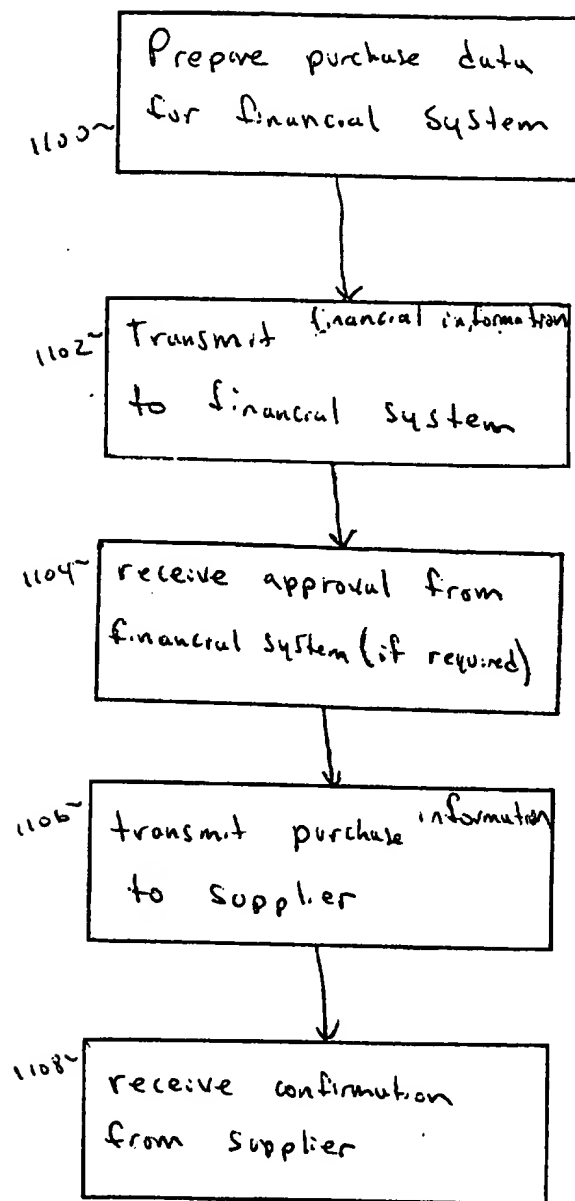 Prepare purchase data
for financial system
1100~
1102~
Transmit financial information
to financial system
1104~
receive approval from
financial system (if required)
1106~
transmit purchase information
to supplier
1108~
receive confirmation
from supplier